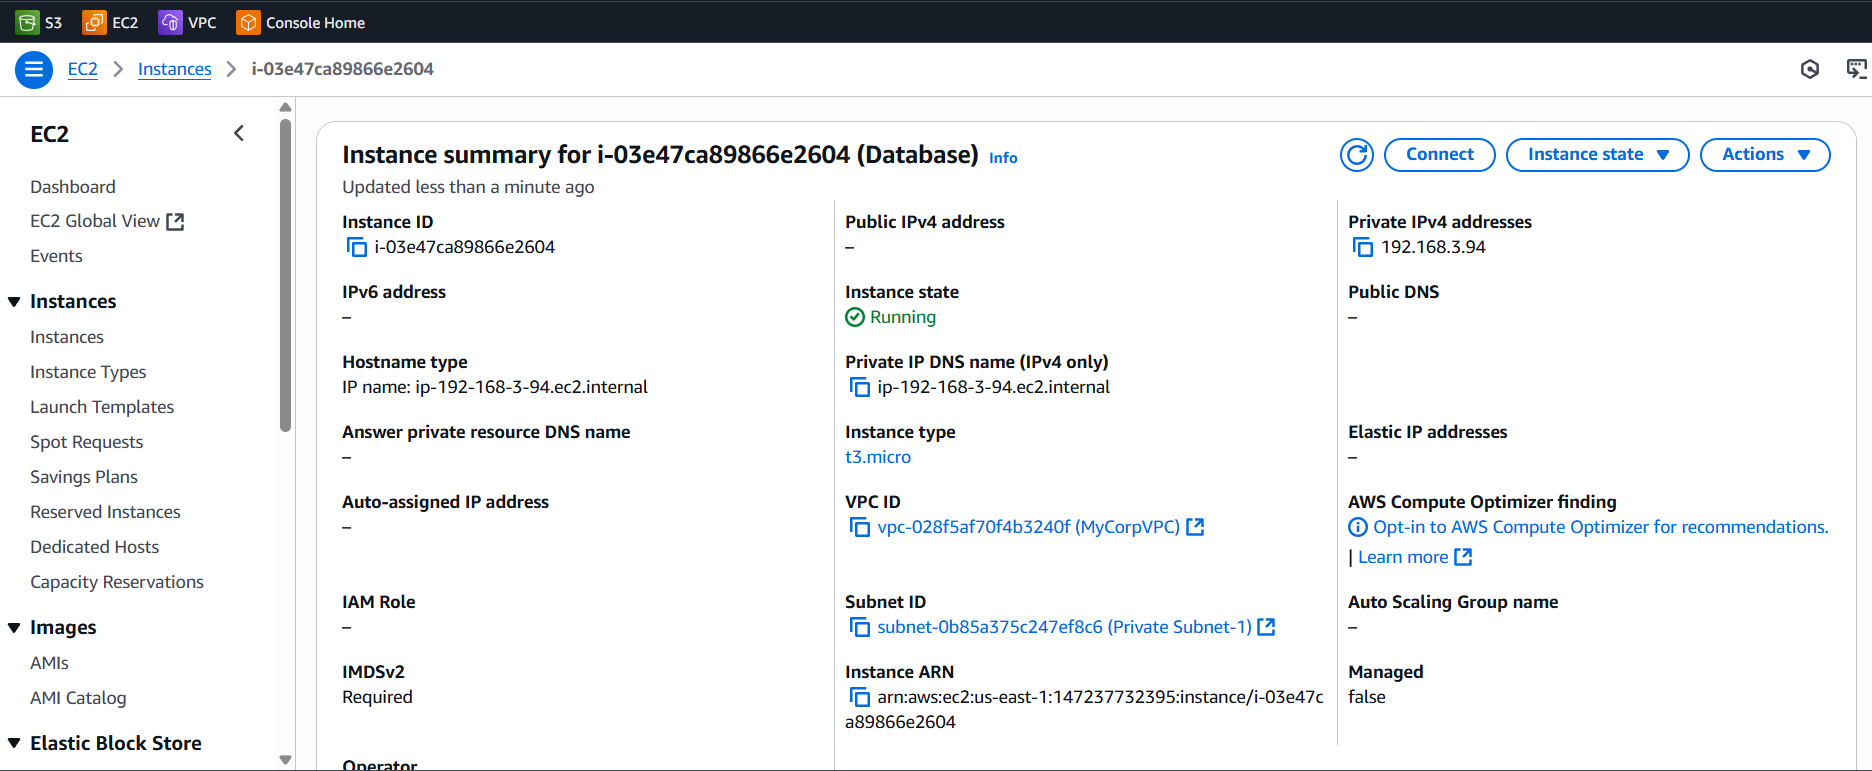 S3 EC2 VPC Console Home
EC2 Instances i-03e47ca89866e2604
EC2
Dashboard
EC2 Global View
Events
Instances
Instances
Instance Types
Launch Templates
Spot Requests
Savings Plans
Reserved Instances
Dedicated Hosts
Capacity Reservations
Images
AMIs
AMI Catalog
Elastic Block Store
Instance summary for i-03e47ca89866e2604 (Database) Info
Connect Instance state Actions
Updated less than a minute ago
Instance ID
i-03e47ca89866e2604
Public IPv4 address
–
Private IPv4 addresses
192.168.3.94
IPv6 address
–
Instance state
Running
Public DNS
–
Hostname type
IP name: ip-192-168-3-94.ec2.internal
Private IP DNS name (IPv4 only)
ip-192-168-3-94.ec2.internal
Answer private resource DNS name
–
Instance type
t3.micro
Elastic IP addresses
–
Auto-assigned IP address
–
VPC ID
vpc-028f5af70f4b3240f (MyCorpVPC)
AWS Compute Optimizer finding
Opt-in to AWS Compute Optimizer for recommendations.
| Learn more
IAM Role
–
Subnet ID
subnet-0b85a375c247ef8c6 (Private Subnet-1)
Auto Scaling Group name
–
IMDSv2
Required
Instance ARN
arn:aws:ec2:us-east-1:147237732395:instance/i-03e47c
a89866e2604
Managed
false
Operator